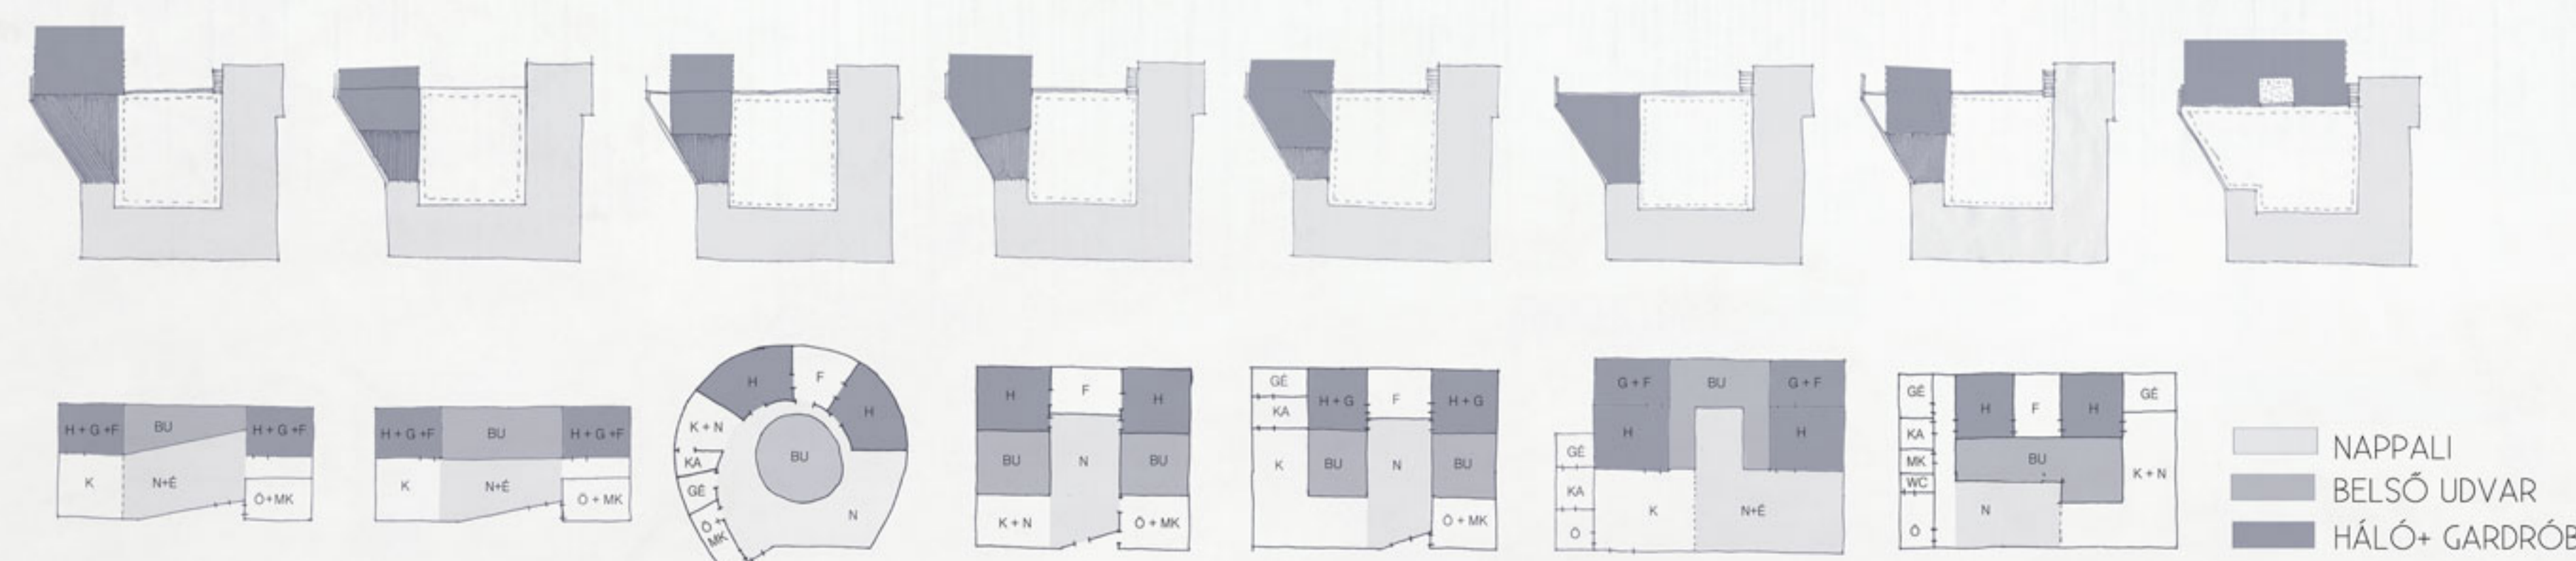 H + G +F
BU
H + G +F
K
N+É
Ö+MK
H + G +F
BU
H + G +F
K
N+É
Ö + MK
H
F
H
K + N
KA
GÉ
Ö +
MK
BU
N
H
F
H
BU
N
BU
K + N
Ö + MK
GÉ
KA
H + G
F
H + G
K
BU
N
BU
Ö + MK
G + F
BU
G + F
H
H
GÉ
KA
Ö
K
N+É
GÉ
KA
MK
WC
Ö
H
F
H
GÉ
BU
K + N
N
NAPPALI
BELSŐ UDVAR
HÁLÓ+ GARDRÓB